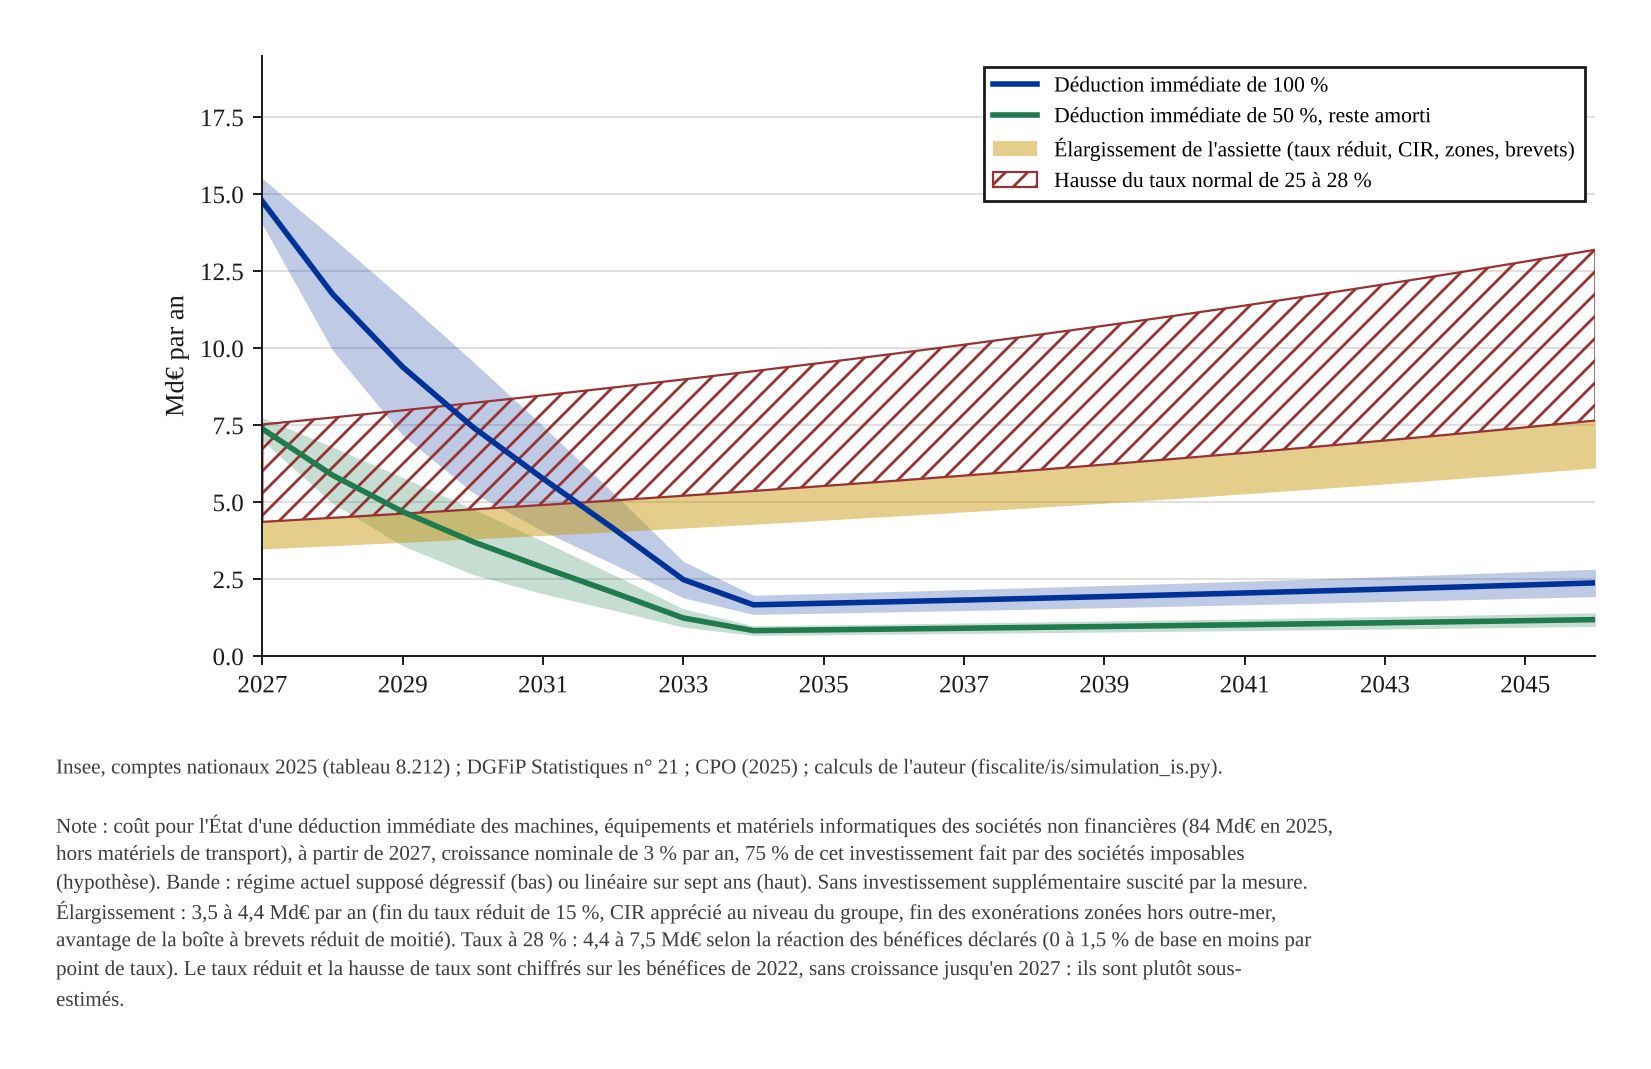 Déduction immédiate de 100 %
Déduction immédiate de 50 %, reste amorti
Élargissement de l'assiette (taux réduit, CIR, zones, brevets)
Hausse du taux normal de 25 à 28 %
Md€ par an
17.5
15.0
12.5
10.0
7.5
5.0
2.5
0.0
2027 2029 2031 2033 2035 2037 2039 2041 2043 2045
Insee, comptes nationaux 2025 (tableau 8.212) ; DGFiP Statistiques n° 21 ; CPO (2025) ; calculs de l'auteur (fiscalite/is/simulation_is.py).
Note : coût pour l'État d'une déduction immédiate des machines, équipements et matériels informatiques des sociétés non financières (84 Md€ en 2025,
hors matériels de transport), à partir de 2027, croissance nominale de 3 % par an, 75 % de cet investissement fait par des sociétés imposables
(hypothèse). Bande : régime actuel supposé dégressif (bas) ou linéaire sur sept ans (haut). Sans investissement supplémentaire suscité par la mesure.
Élargissement : 3,5 à 4,4 Md€ par an (fin du taux réduit de 15 %, CIR apprécié au niveau du groupe, fin des exonérations zonées hors outre-mer,
avantage de la boîte à brevets réduit de moitié). Taux à 28 % : 4,4 à 7,5 Md€ selon la réaction des bénéfices déclarés (0 à 1,5 % de base en moins par
point de taux). Le taux réduit et la hausse de taux sont chiffrés sur les bénéfices de 2022, sans croissance jusqu'en 2027 : ils sont plutôt sous-
estimés.